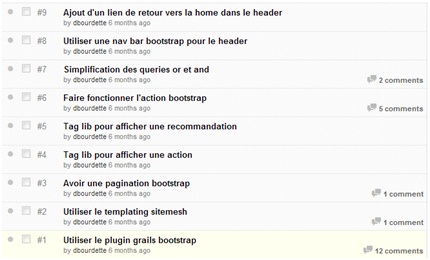 #9 Ajout d'un lien de retour vers la home dans le header
by dbourdette 6 months ago
#8 Utiliser une nav bar bootstrap pour le header
by dbourdette 6 months ago
#7 Simplification des queries or et and
by dbourdette 6 months ago 2 comments
#6 Faire fonctionner l'action bootstrap
by dbourdette 6 months ago 5 comments
#5 Tag lib pour afficher une recommandation
by dbourdette 6 months ago
#4 Tag lib pour afficher une action
by dbourdette 6 months ago
#3 Avoir une pagination bootstrap
by dbourdette 6 months ago 1 comment
#2 Utiliser le templating sitemesh
by dbourdette 6 months ago 1 comment
#1 Utiliser le plugin grails bootstrap
by dbourdette 6 months ago 12 comments